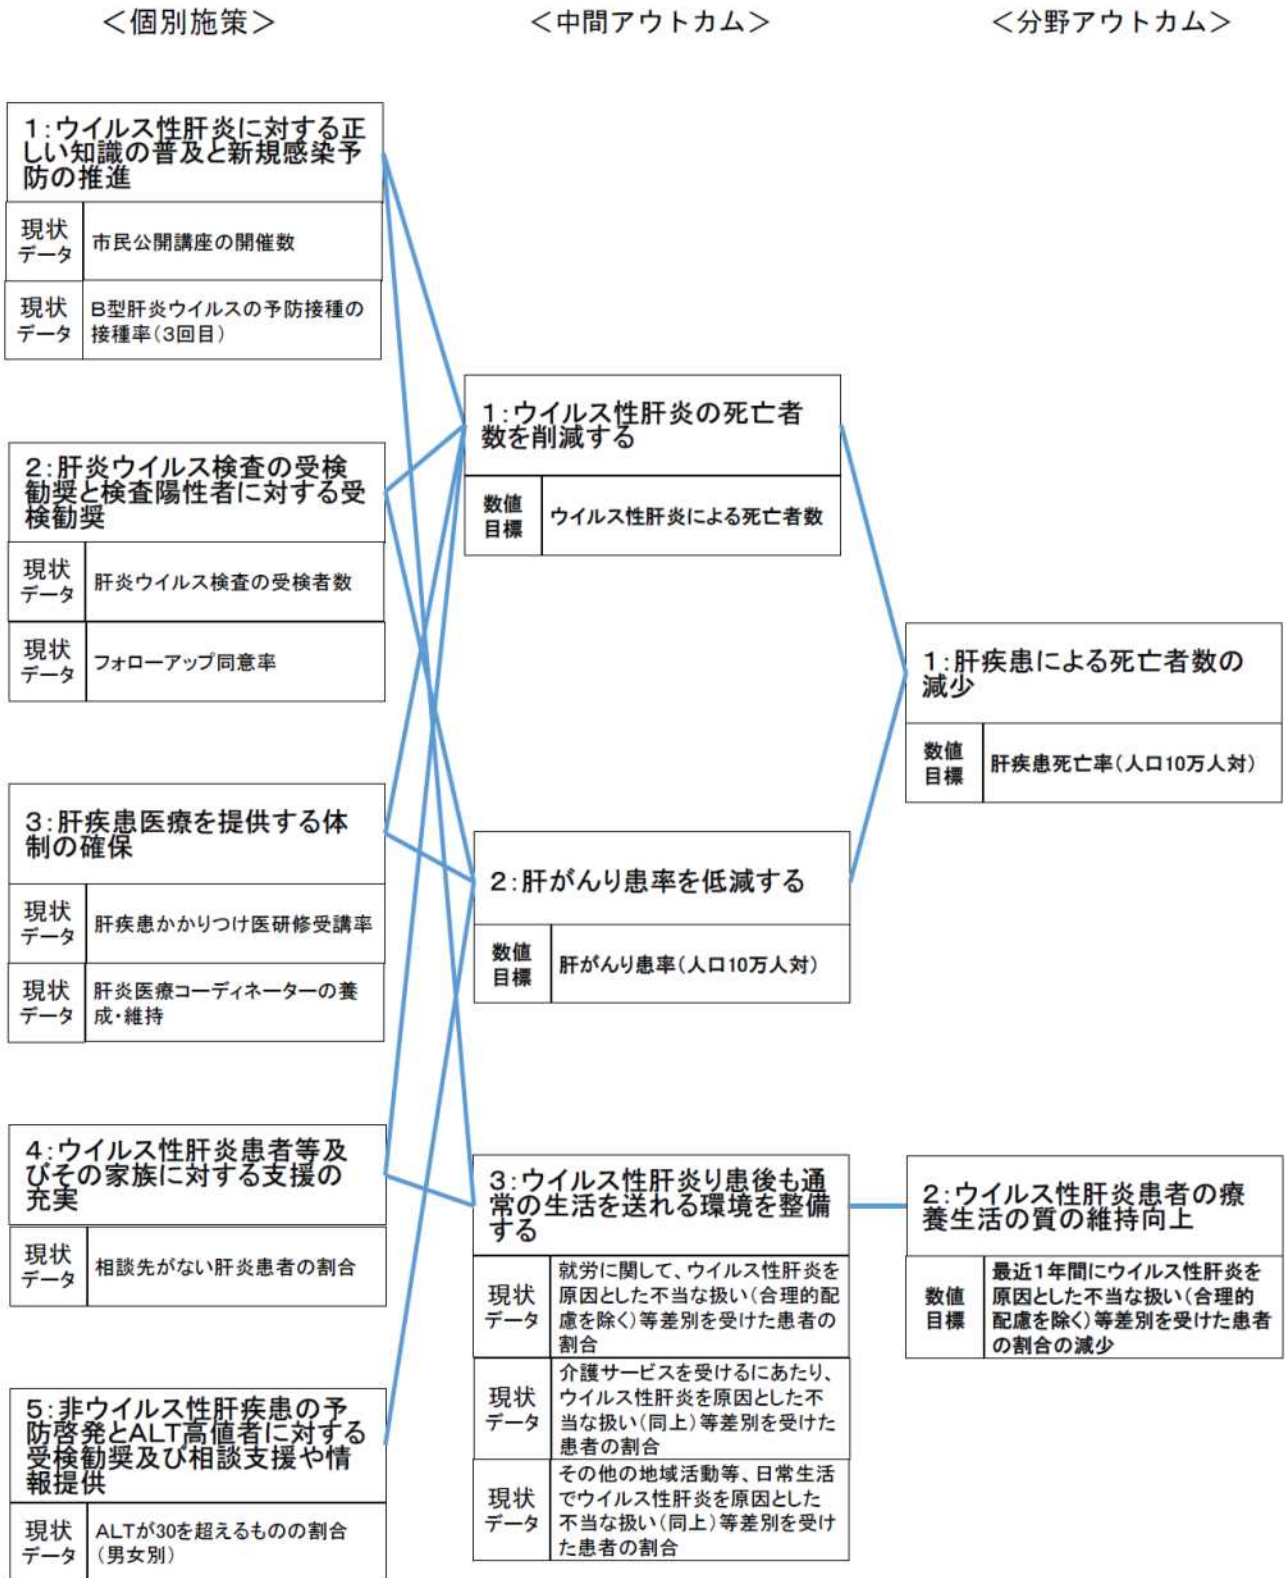 ＜個別施策＞
＜中間アウトカム＞
＜分野アウトカム＞
1：ウイルス性肝炎に対する正
しい知識の普及と新規感染予
防の推進
現状
データ
市民公開講座の開催数
現状
データ
B型肝炎ウイルスの予防接種の
接種率（3回目）
2：肝炎ウイルス検査の受検
勧奨と検査陽性者に対する受
検勧奨
現状
データ
肝炎ウイルス検査の受検者数
現状
データ
フォローアップ同意率
3：肝疾患医療を提供する体
制の確保
現状
データ
肝疾患かかりつけ医研修受講率
現状
データ
肝炎医療コーディネーターの養
成・維持
4：ウイルス性肝炎患者等及
びその家族に対する支援の
充実
現状
データ
相談先がない肝炎患者の割合
5：非ウイルス性肝疾患の予
防啓発とALT高値者に対する
受検勧奨及び相談支援や情
報提供
現状
データ
ALTが30を超えるものの割合
（男女別）
1：ウイルス性肝炎の死亡者
数を削減する
数値
目標
ウイルス性肝炎による死亡者数
2：肝がんり患率を低減する
数値
目標
肝がんり患率（人口10万人対）
3：ウイルス性肝炎り患後も通
常の生活を送れる環境を整備
する
現状
データ
就労に関して、ウイルス性肝炎を
原因とした不当な扱い（合理的配
慮を除く）等差別を受けた患者の
割合
現状
データ
介護サービスを受けるにあたり、
ウイルス性肝炎を原因とした不
当な扱い（同上）等差別を受けた
患者の割合
現状
データ
その他の地域活動等、日常生活
でウイルス性肝炎を原因とした
不当な扱い（同上）等差別を受け
た患者の割合
1：肝疾患による死亡者数の
減少
数値
目標
肝疾患死亡率（人口10万人対）
2：ウイルス性肝炎患者の療
養生活の質の維持向上
数値
目標
最近1年間にウイルス性肝炎を
原因とした不当な扱い（合理的
配慮を除く）等差別を受けた患者
の割合の減少